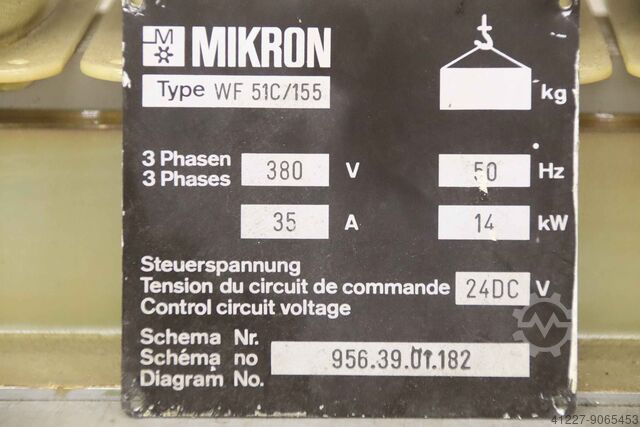 M MIKRON
Type WF 51C/155 kg
3 Phasen
3 Phases 380 V 50 Hz
35 A 14 kW
Steuerspannung
Tension du circuit de commande 24DC V
Control circuit voltage
Schema Nr.
Schéma no 956.39.01.182
Diagram No.
41227-9065453